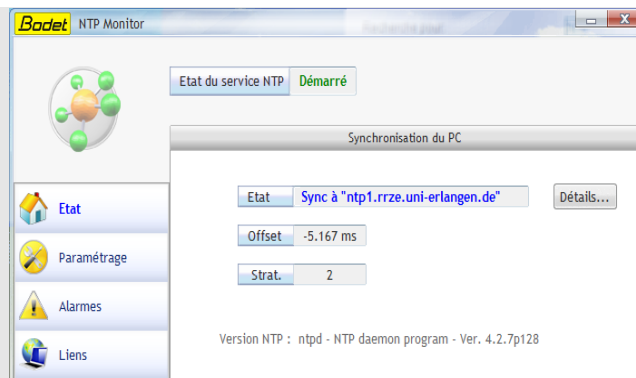 Bodet NTP Monitor
Etat du service NTP Démarré
Synchronisation du PC
Etat Sync à "ntp1.rrze.uni-erlangen.de" Détails...
Offset -5.167 ms
Strat. 2
Etat
Paramétrage
Alarmes
Liens
Version NTP : ntpd - NTP daemon program - Ver. 4.2.7p128